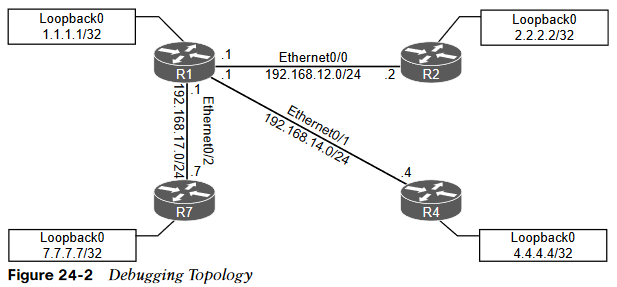 Loopback0
1.1.1.1/32
Loopback0
2.2.2.2/32
R1
.1
.1
.1
Ethernet0/0
192.168.12.0/24
.2
R2
Ethernet0/1
192.168.14.0/24
.4
R4
Ethernet0/2
192.168.17.0/24
.7
R7
Loopback0
7.7.7.7/32
Loopback0
4.4.4.4/32
Figure 24-2 Debugging Topology